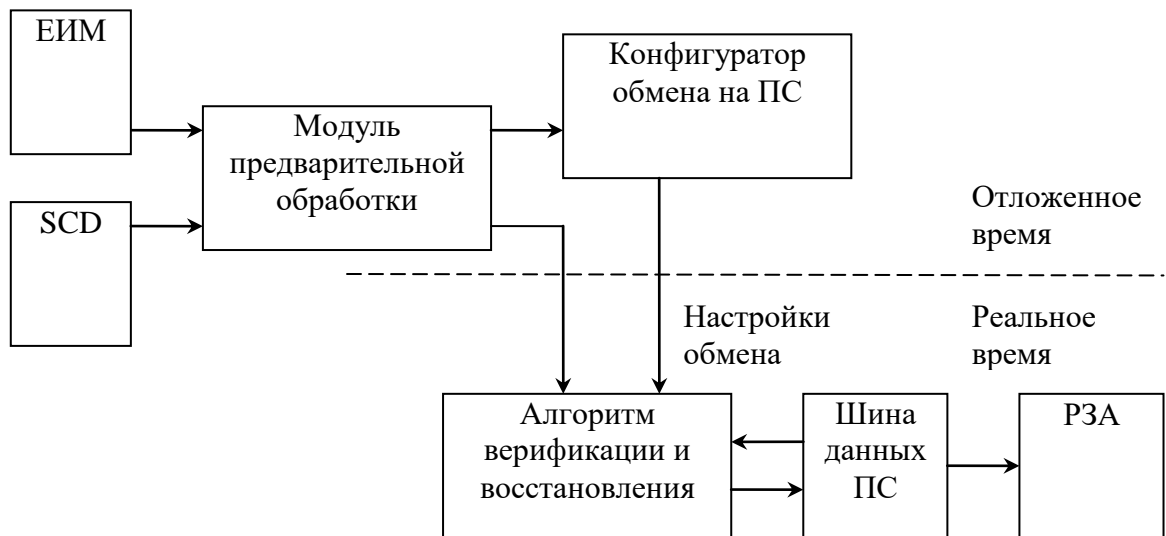 ЕИМ
Конфигуратор
обмена на ПС
Модуль
предварительной
обработки
SCD
Отложенное
время
Настройки
обмена
Реальное
время
Алгоритм
верификации и
восстановления
Шина
данных
ПС
РЗА